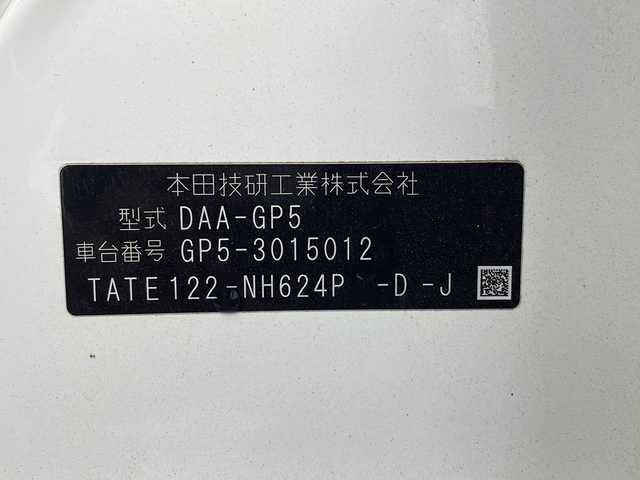 本田技研工業株式会社
型式 DAA-GP5
車台番号 GP5-3015012
TATE122-NH624P -D-J